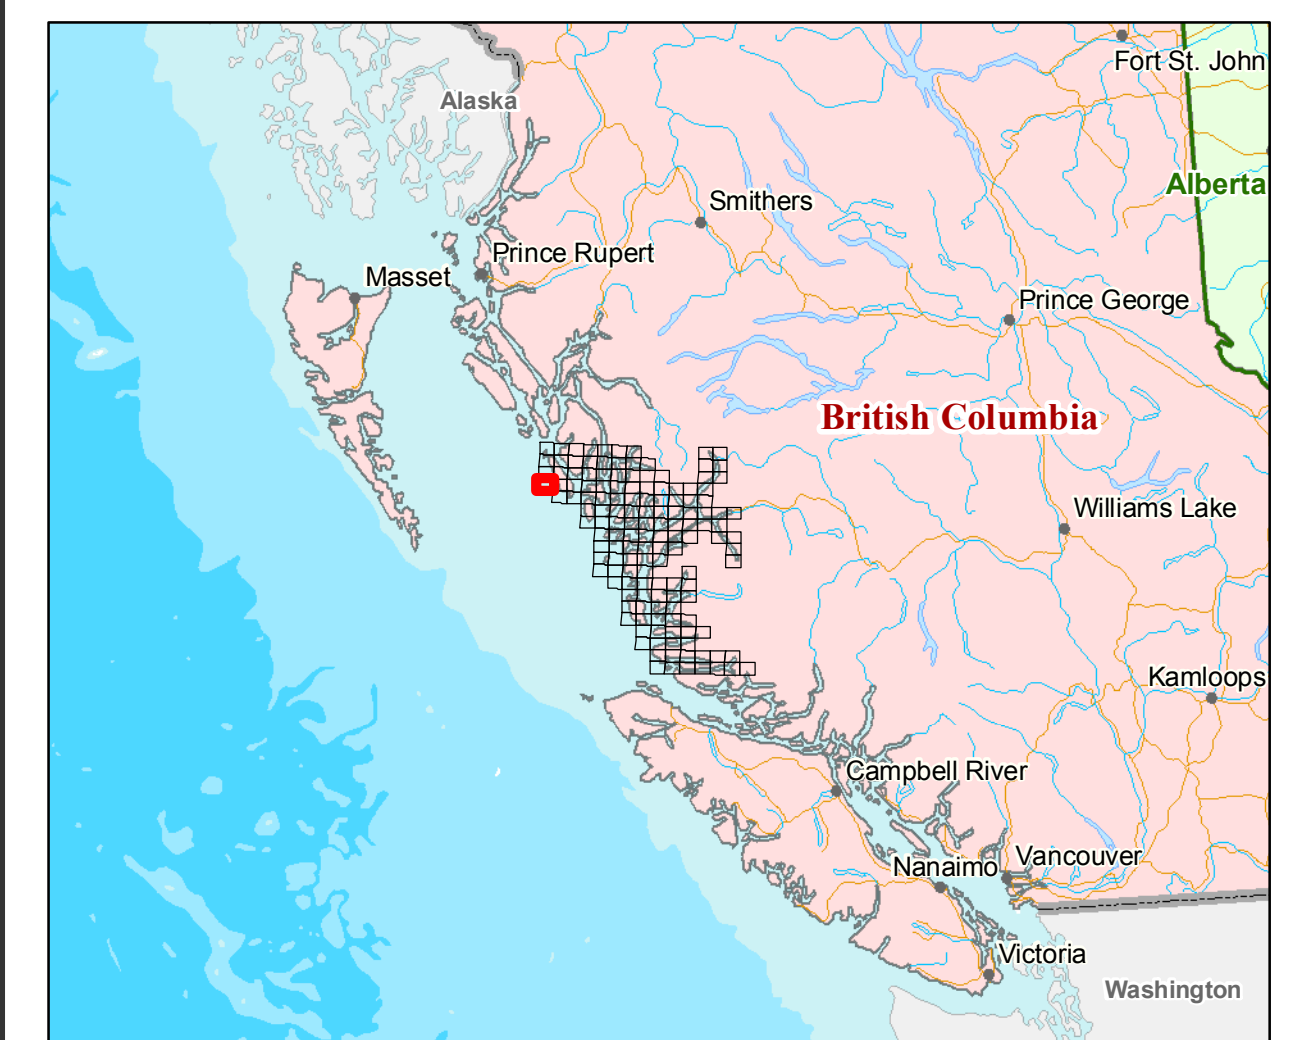 Fort St. John
Alaska
Alberta
Smithers
Prince Rupert
Masset
Prince George
British Columbia
-
Williams Lake
Kamloops
Campbell River
Vancouver
Nanaimo
Victoria
Washington